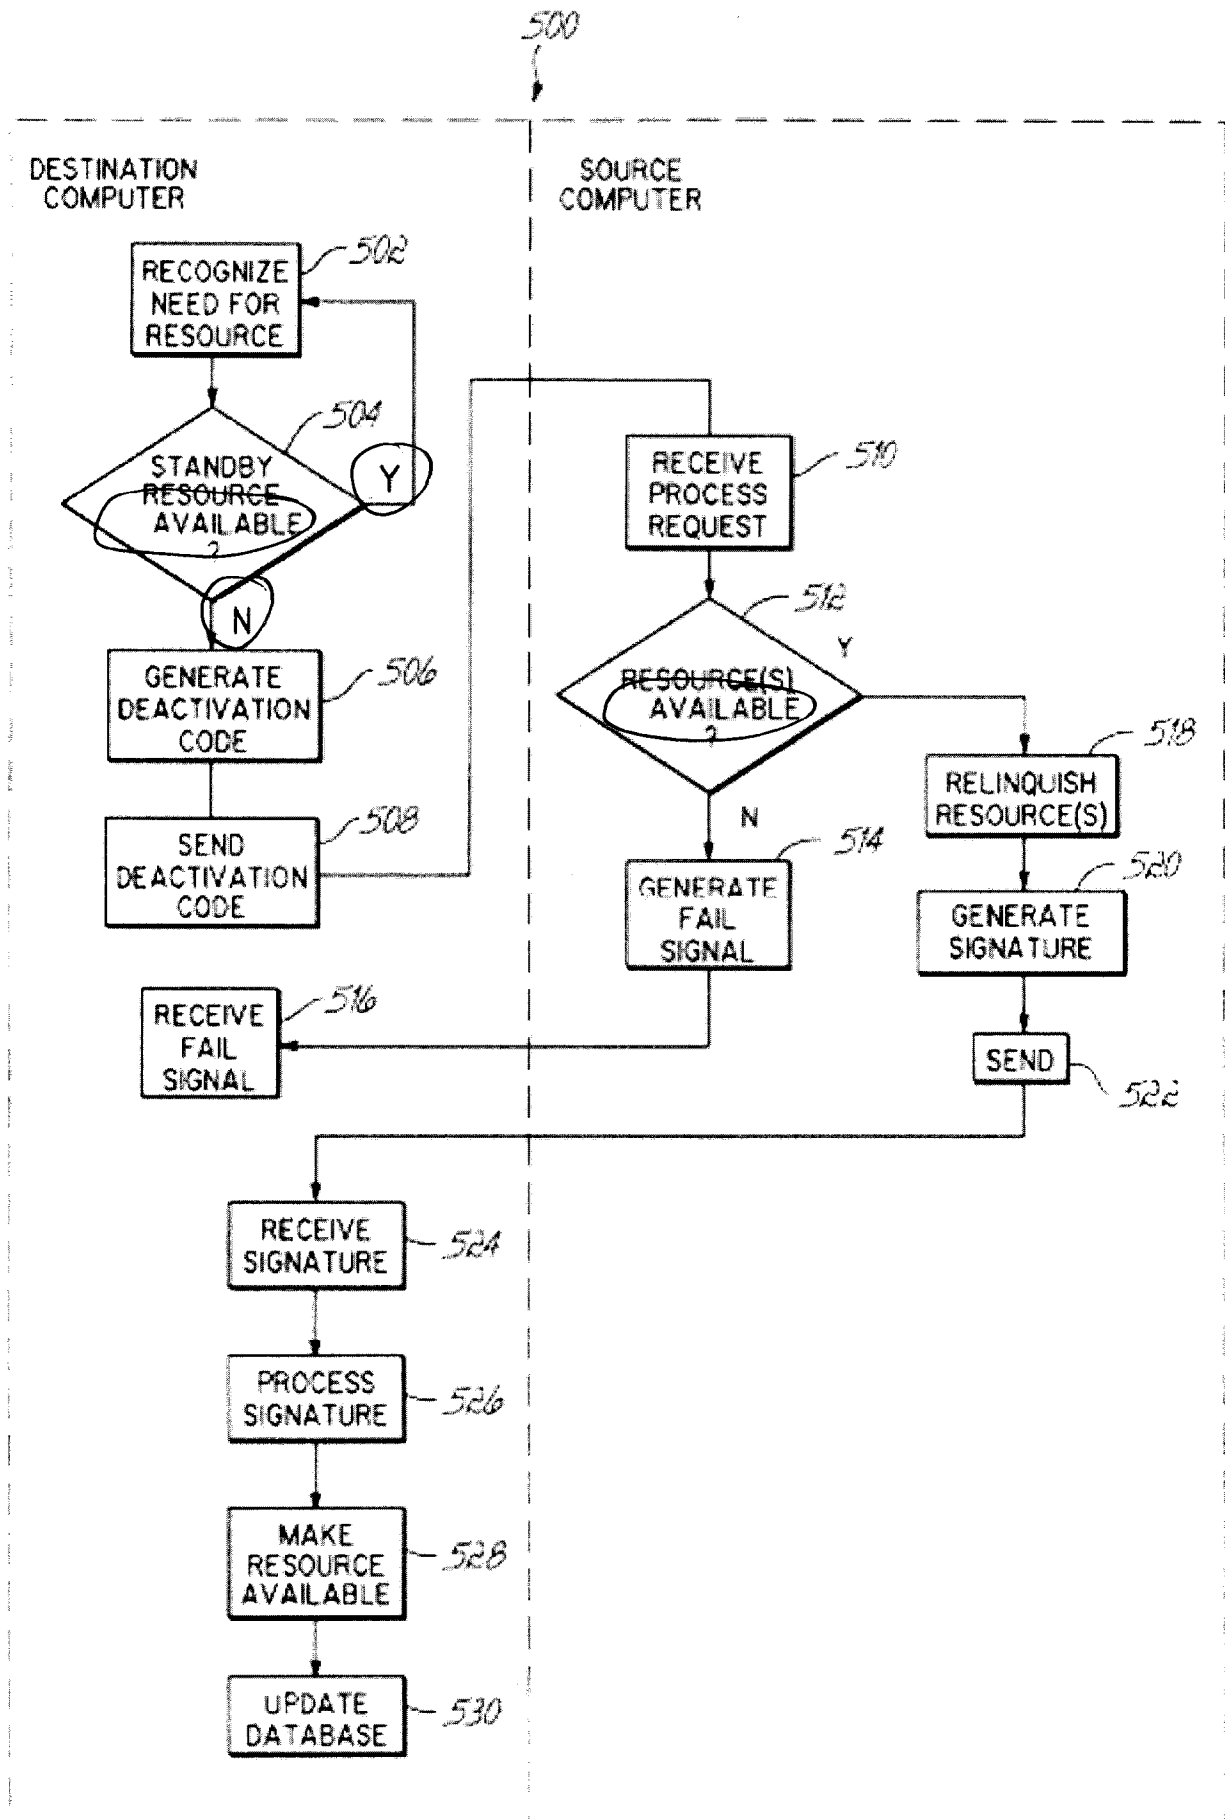 500
DESTINATION
COMPUTER
SOURCE
COMPUTER
502
RECOGNIZE
NEED FOR
RESOURCE
504
STANDBY
RESOURCE
AVAILABLE
?
Y
N
506
GENERATE
DEACTIVATION
CODE
508
SEND
DEACTIVATION
CODE
510
RECEIVE
PROCESS
REQUEST
512
RESOURCE(S)
AVAILABLE
?
Y
N
514
GENERATE
FAIL
SIGNAL
516
RECEIVE
FAIL
SIGNAL
518
RELINQUISH
RESOURCE(S)
520
GENERATE
SIGNATURE
SEND
522
RECEIVE
SIGNATURE
524
PROCESS
SIGNATURE
526
MAKE
RESOURCE
AVAILABLE
528
UPDATE
DATABASE
530